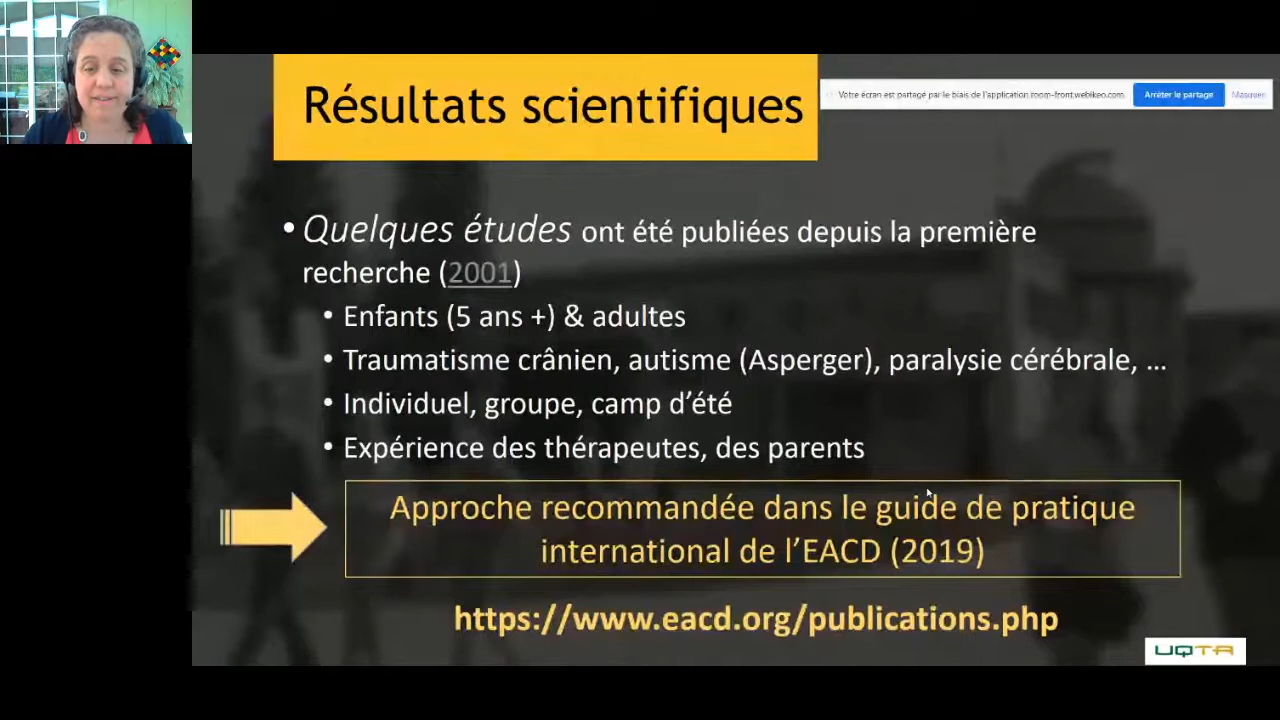 Résultats scientifiques
Votre écran est partagé par le biais de l'application room-front.webikeo.com.
Arrêter le partage
Masquer
• Quelques études ont été publiées depuis la première
recherche (2001)
• Enfants (5 ans +) & adultes
• Traumatisme crânien, autisme (Asperger), paralysie cérébrale, …
• Individuel, groupe, camp d’été
• Expérience des thérapeutes, des parents
Approche recommandée dans le guide de pratique
international de l’EACD (2019)
https://www.eacd.org/publications.php
UQTR